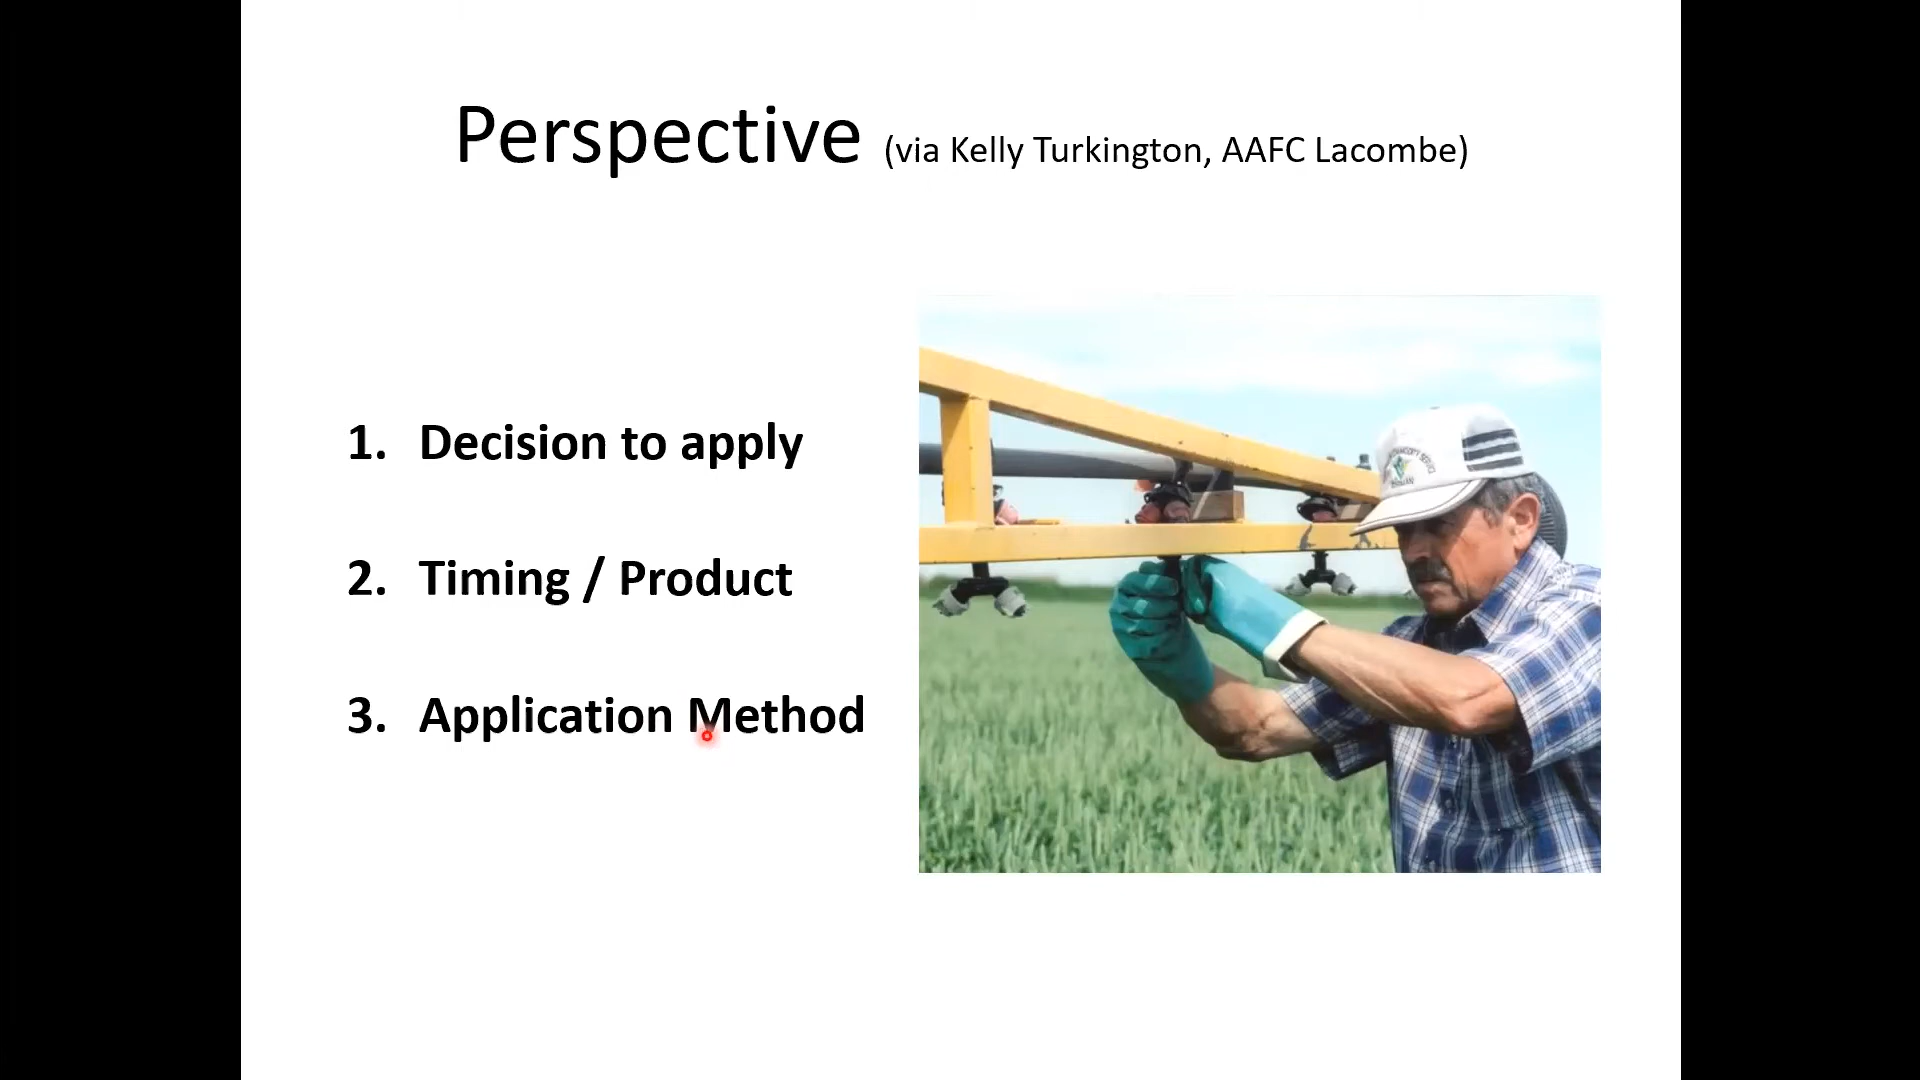 Perspective (via Kelly Turkington, AAFC Lacombe)
1. Decision to apply
2. Timing / Product
3. Application Method